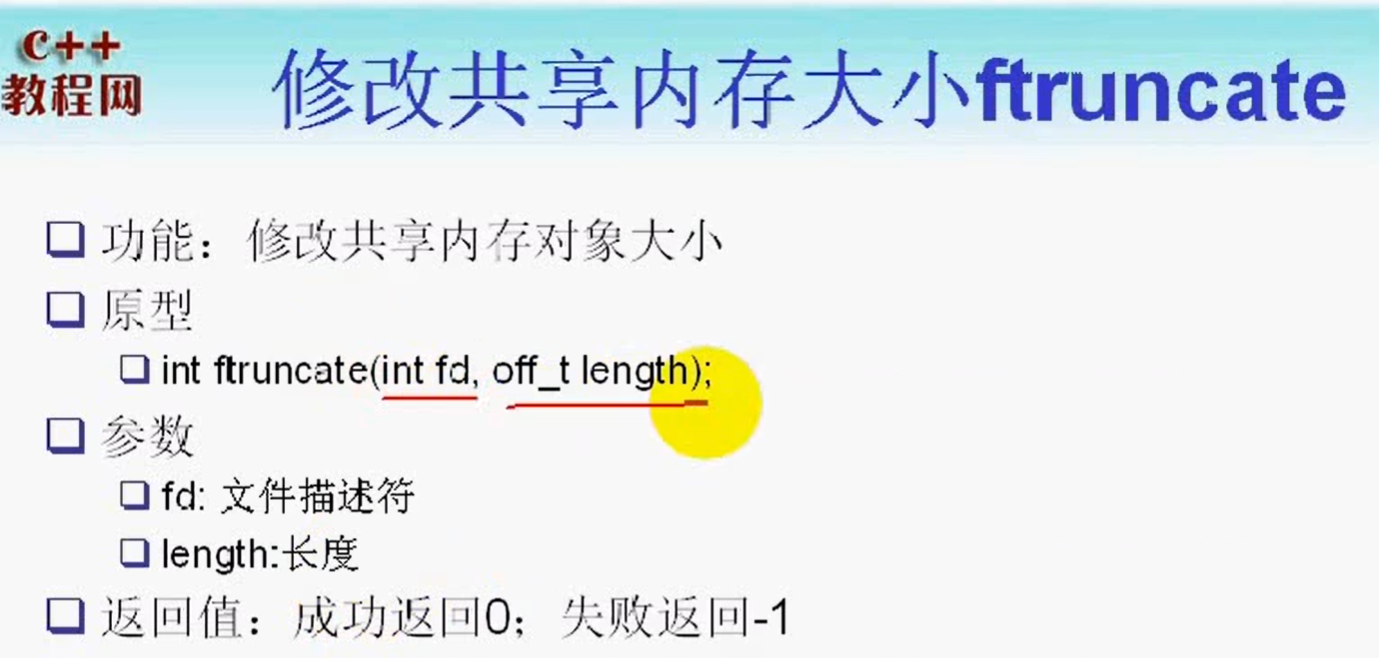 C++
教程网
修改共享内存大小ftruncate
功能：修改共享内存对象大小
原型
int ftruncate(int fd, off_t length);
参数
fd: 文件描述符
length:长度
返回值：成功返回0；失败返回-1